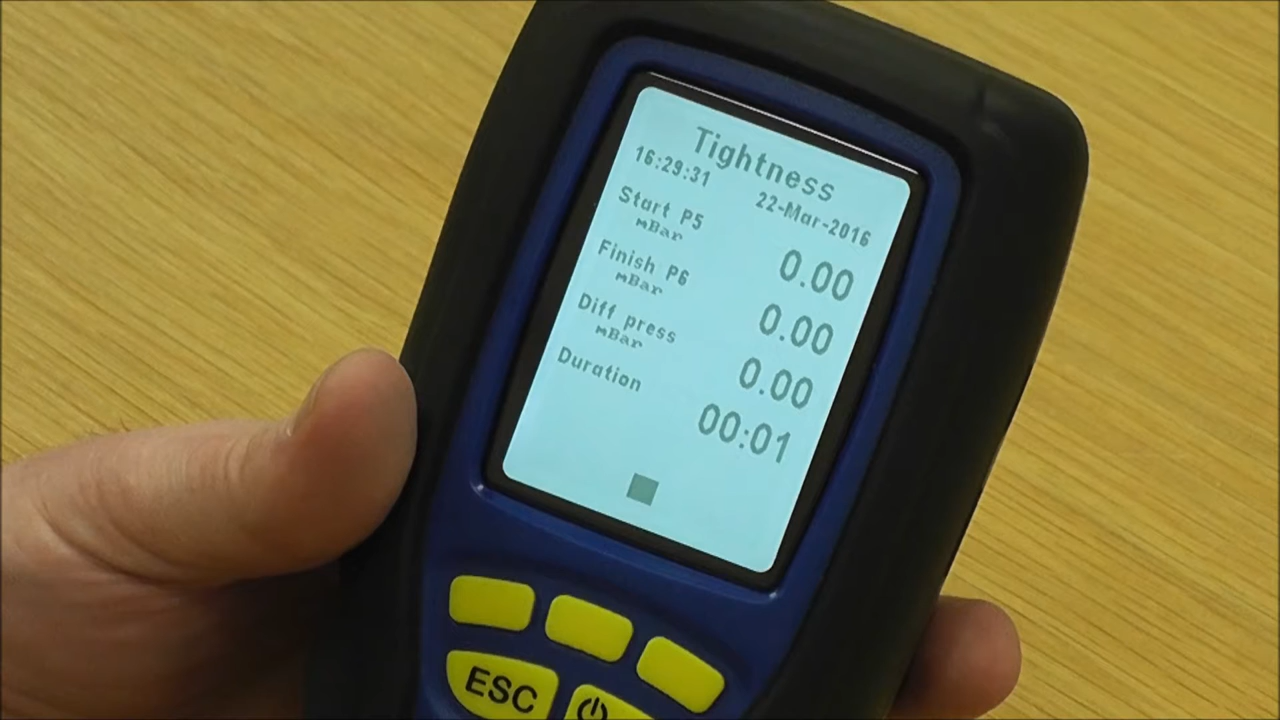 Tightness
16:29:31 22-Mar-2016
Start P5 0.00
mBar
Finish P6 0.00
mBar
Diff press 0.00
mBar
Duration 00:01
ESC